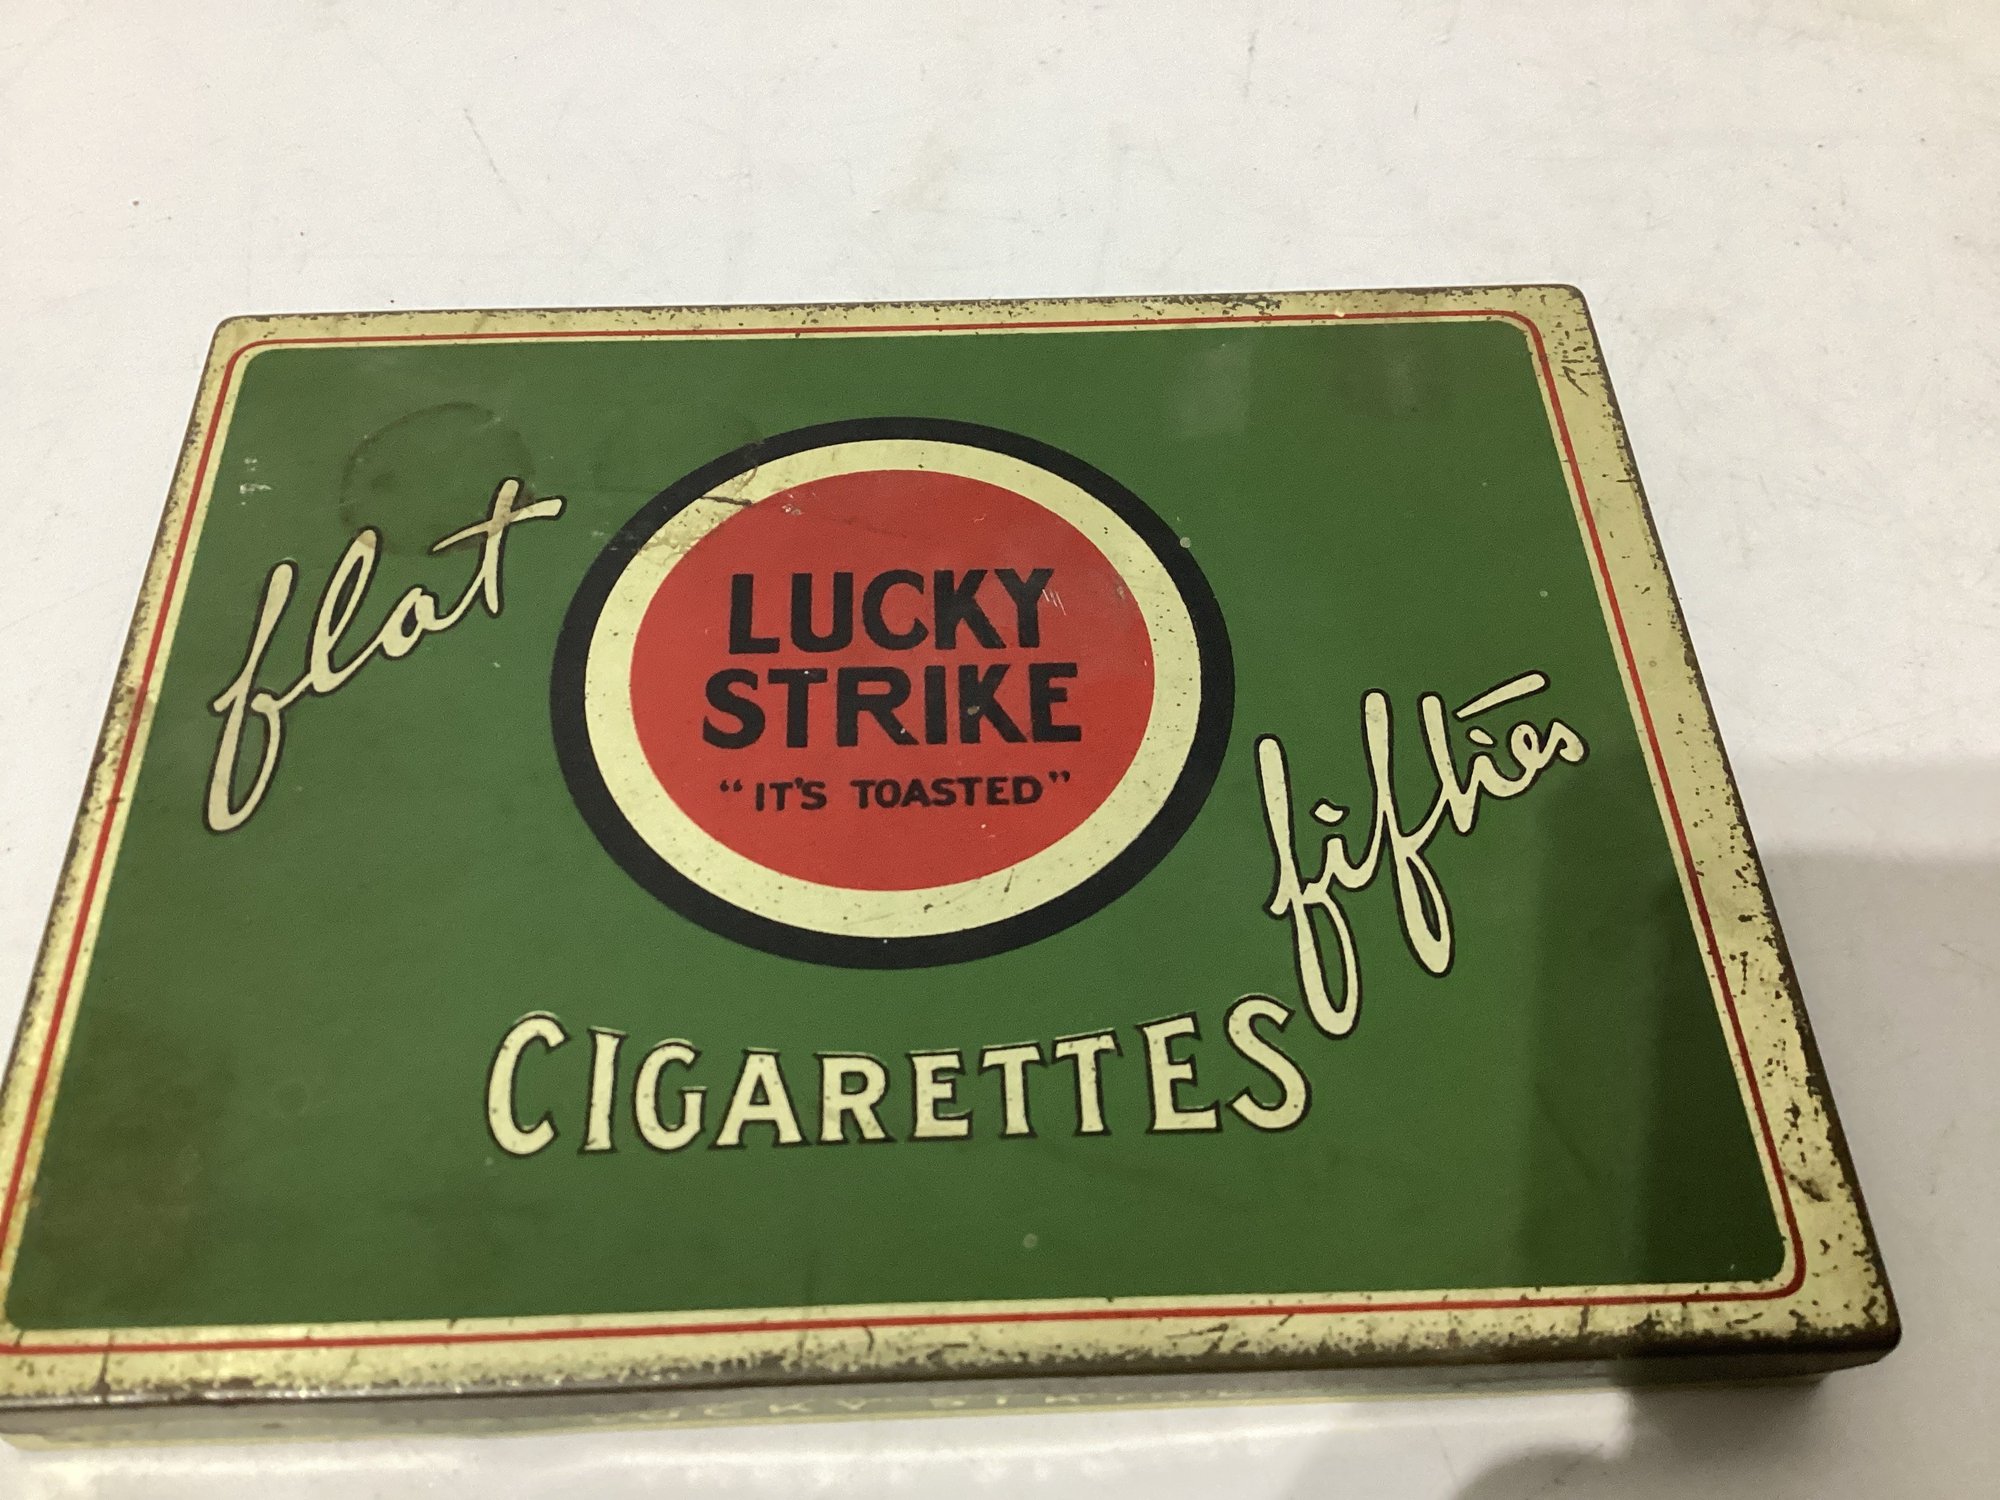 flat
LUCKY
STRIKE
"IT'S TOASTED"
fifties
CIGARETTES